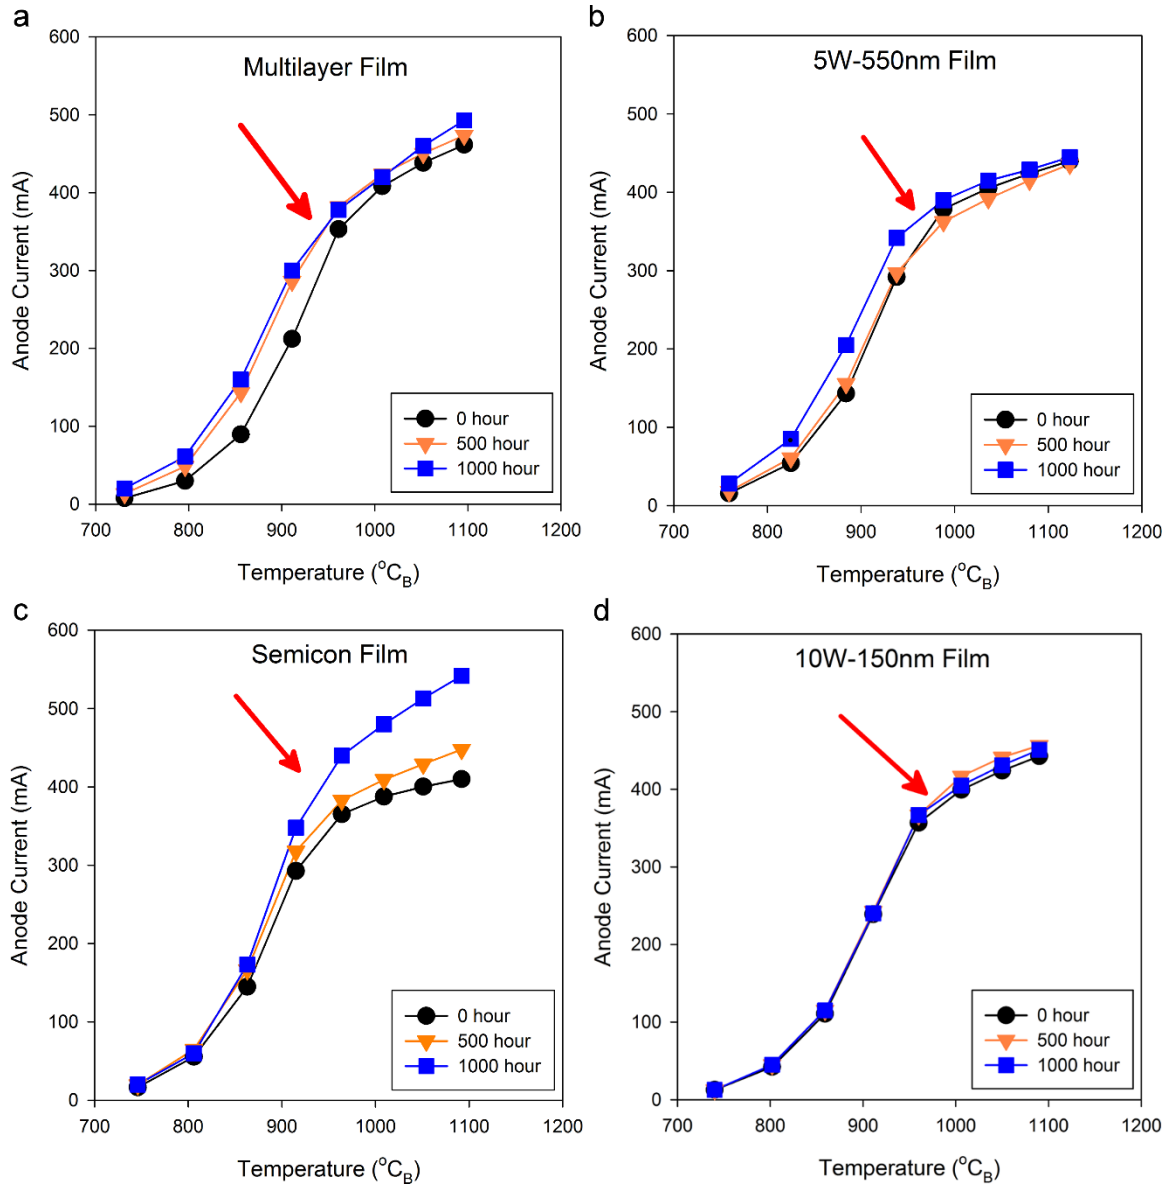 a
600
500
400
300
200
100
0
Anode Current (mA)
Multilayer Film
0 hour
500 hour
1000 hour
700 800 900 1000 1100 1200
Temperature (°C_B)
b
600
500
400
300
200
100
0
Anode Current (mA)
5W-550nm Film
0 hour
500 hour
1000 hour
700 800 900 1000 1100 1200
Temperature (°C_B)
c
600
500
400
300
200
100
0
Anode Current (mA)
Semicon Film
0 hour
500 hour
1000 hour
700 800 900 1000 1100 1200
Temperature (°C_B)
d
600
500
400
300
200
100
0
Anode Current (mA)
10W-150nm Film
0 hour
500 hour
1000 hour
700 800 900 1000 1100 1200
Temperature (°C_B)